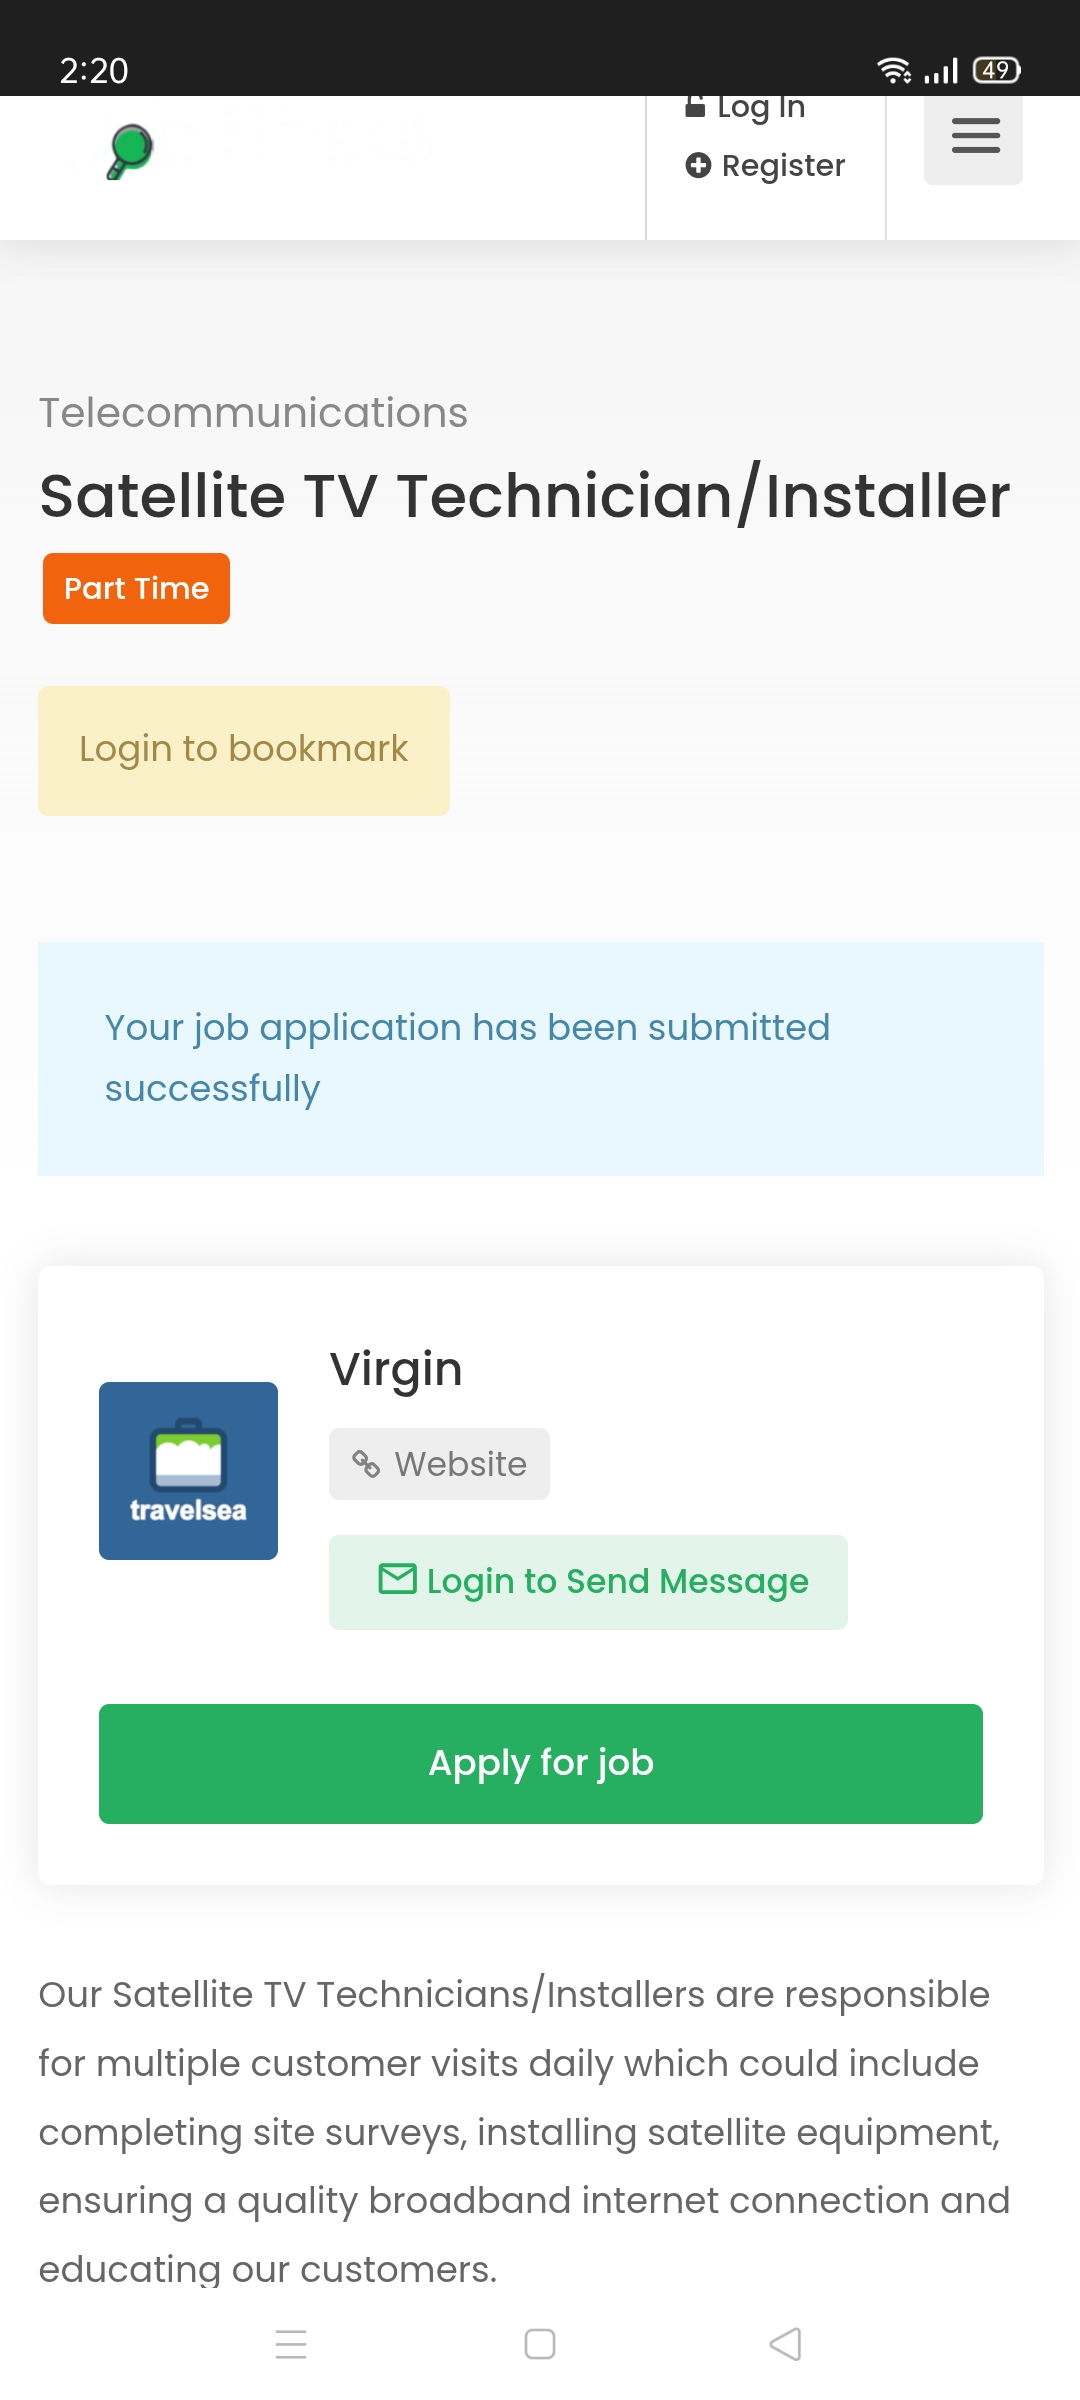 2:20
49
Log In
Register
Telecommunications
Satellite TV Technician/Installer
Part Time
Login to bookmark
Your job application has been submitted
successfully
Virgin
travelsea
Website
Login to Send Message
Apply for job
Our Satellite TV Technicians/Installers are responsible
for multiple customer visits daily which could include
completing site surveys, installing satellite equipment,
ensuring a quality broadband internet connection and
educating our customers.